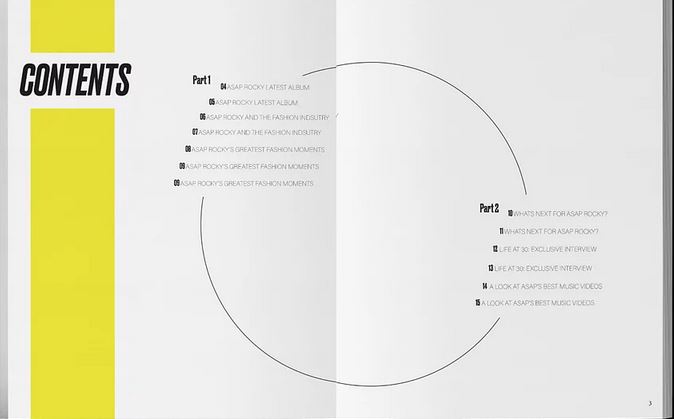 CONTENTS
Part 1
04 ASAP ROCKY LATEST ALBUM
05 ASAP ROCKY LATEST ALBUM
06 ASAP ROCKY AND THE FASHION INDSUTRY
07 ASAP ROCKY AND THE FASHION INDSUTRY
08 ASAP ROCKY'S GREATEST FASHION MOMENTS
09 ASAP ROCKY'S GREATEST FASHION MOMENTS
09 ASAP ROCKY'S GREATEST FASHION MOMENTS
Part 2
10 WHATS NEXT FOR ASAP ROCKY?
11 WHATS NEXT FOR ASAP ROCKY?
12 LIFE AT 30: EXCLUSIVE INTERVIEW
13 LIFE AT 30: EXCLUSIVE INTERVIEW
14 A LOOK AT ASAP'S BEST MUSIC VIDEOS
15 A LOOK AT ASAP'S BEST MUSIC VIDEOS
3